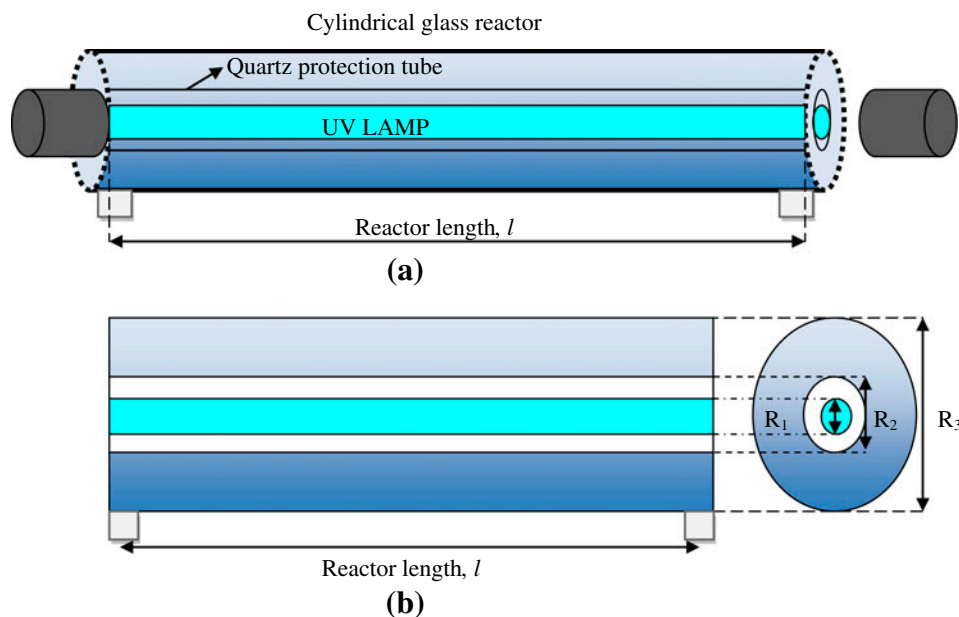 Cylindrical glass reactor
Quartz protection tube
UV LAMP
Reactor length, l
(a)
R1 R2 R3
Reactor length, l
(b)